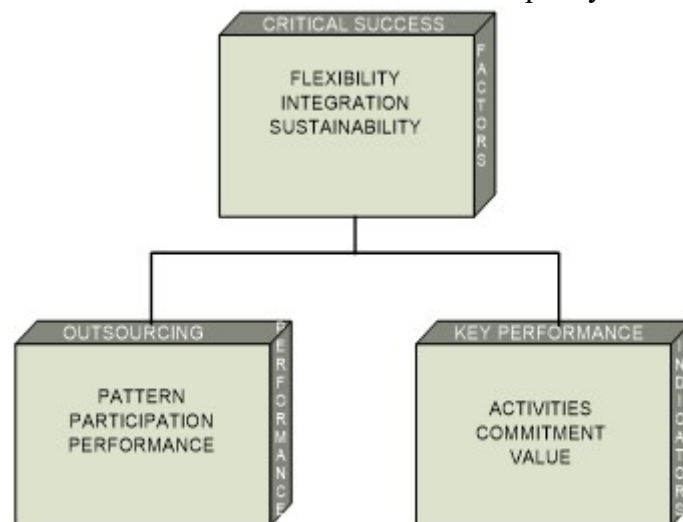 CRITICAL SUCCESS
FACTORS
FLEXIBILITY
INTEGRATION
SUSTAINABILITY
OUTSOURCING
PERFORMANCE
PATTERN
PARTICIPATION
PERFORMANCE
KEY PERFORMANCE
INDICATORS
ACTIVITIES
COMMITMENT
VALUE